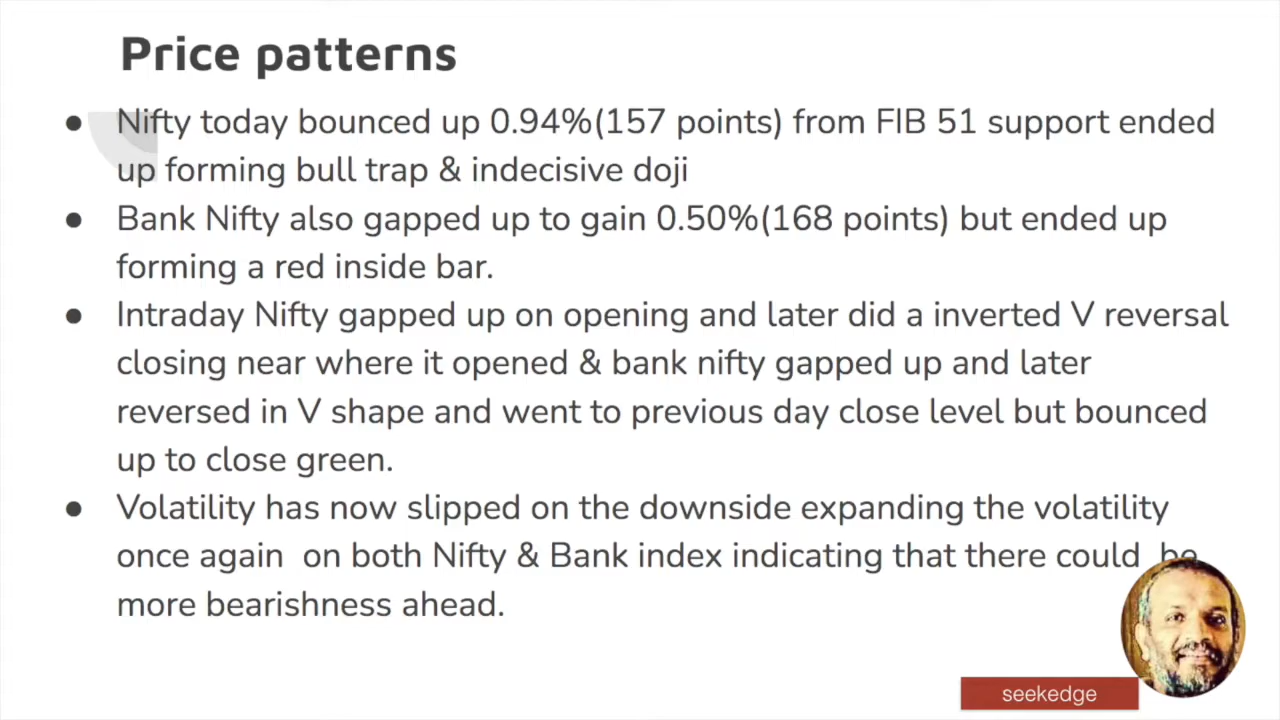 Price patterns
● Nifty today bounced up 0.94%(157 points) from FIB 51 support ended
up forming bull trap & indecisive doji
● Bank Nifty also gapped up to gain 0.50%(168 points) but ended up
forming a red inside bar.
● Intraday Nifty gapped up on opening and later did a inverted V reversal
closing near where it opened & bank nifty gapped up and later
reversed in V shape and went to previous day close level but bounced
up to close green.
● Volatility has now slipped on the downside expanding the volatility
once again on both Nifty & Bank index indicating that there could be
more bearishness ahead.
seekedge